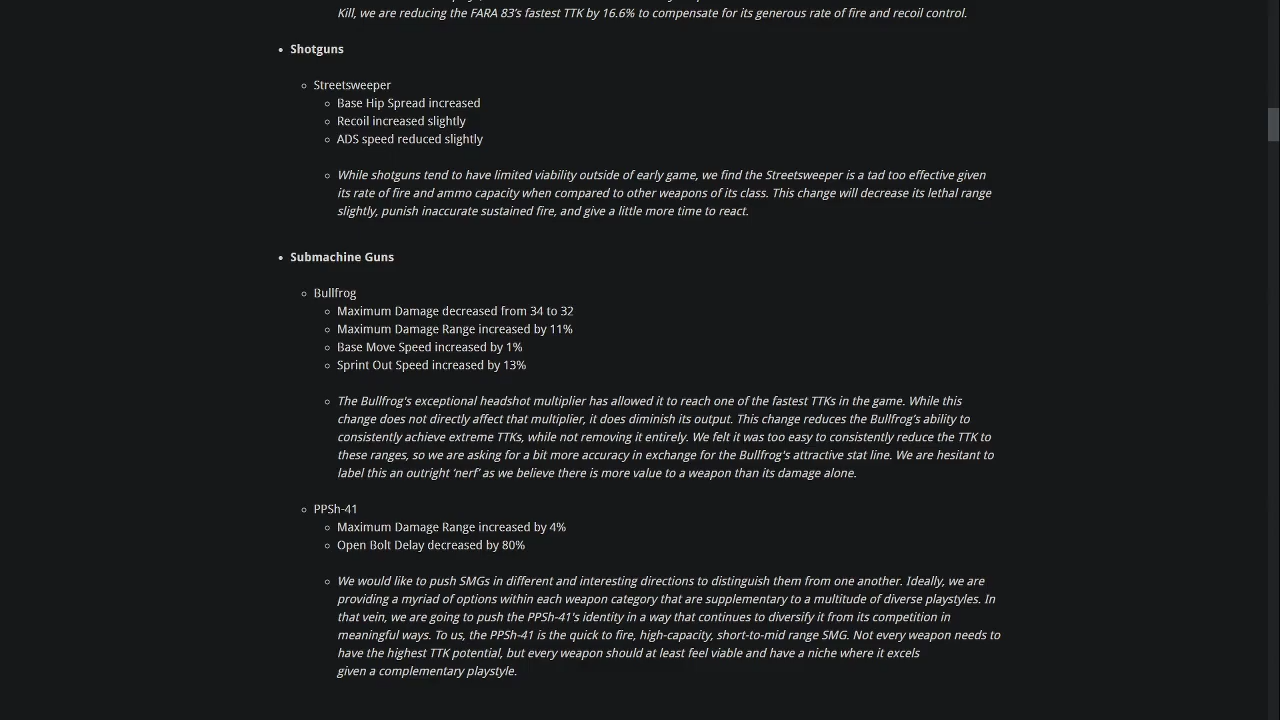 Kill, we are reducing the FARA 83's fastest TTK by 16.6% to compensate for its generous rate of fire and recoil control.
Shotguns
Streetsweeper
Base Hip Spread increased
Recoil increased slightly
ADS speed reduced slightly
While shotguns tend to have limited viability outside of early game, we find the Streetsweeper is a tad too effective given
its rate of fire and ammo capacity when compared to other weapons of its class. This change will decrease its lethal range
slightly, punish inaccurate sustained fire, and give a little more time to react.
Submachine Guns
Bullfrog
Maximum Damage decreased from 34 to 32
Maximum Damage Range increased by 11%
Base Move Speed increased by 1%
Sprint Out Speed increased by 13%
The Bullfrog's exceptional headshot multiplier has allowed it to reach one of the fastest TTKs in the game. While this
change does not directly affect that multiplier, it does diminish its output. This change reduces the Bullfrog's ability to
consistently achieve extreme TTKs, while not removing it entirely. We felt it was too easy to consistently reduce the TTK to
these ranges, so we are asking for a bit more accuracy in exchange for the Bullfrog's attractive stat line. We are hesitant to
label this an outright 'nerf' as we believe there is more value to a weapon than its damage alone.
PPSh-41
Maximum Damage Range increased by 4%
Open Bolt Delay decreased by 80%
We would like to push SMGs in different and interesting directions to distinguish them from one another. Ideally, we are
providing a myriad of options within each weapon category that are supplementary to a multitude of diverse playstyles. In
that vein, we are going to push the PPSh-41's identity in a way that continues to diversify it from its competition in
meaningful ways. To us, the PPSh-41 is the quick to fire, high-capacity, short-to-mid range SMG. Not every weapon needs to
have the highest TTK potential, but every weapon should at least feel viable and have a niche where it excels
given a complementary playstyle.